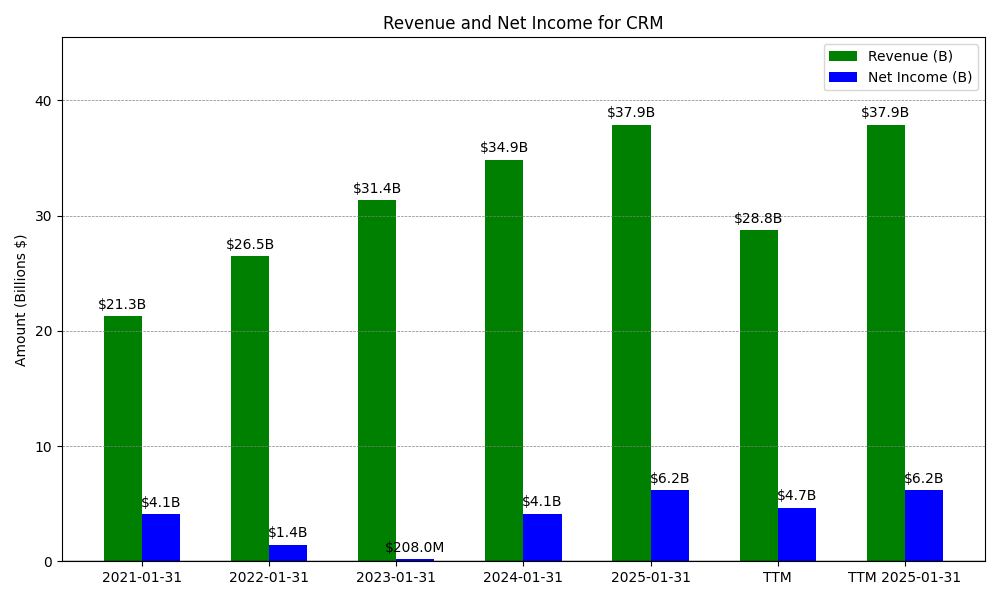 Revenue and Net Income for CRM
Revenue (B)
Net Income (B)
Amount (Billions $)
40
30
20
10
0
$21.3B
$4.1B
$26.5B
$1.4B
$31.4B
$208.0M
$34.9B
$4.1B
$37.9B
$6.2B
$28.8B
$4.7B
$37.9B
$6.2B
2021-01-31
2022-01-31
2023-01-31
2024-01-31
2025-01-31
TTM
TTM 2025-01-31